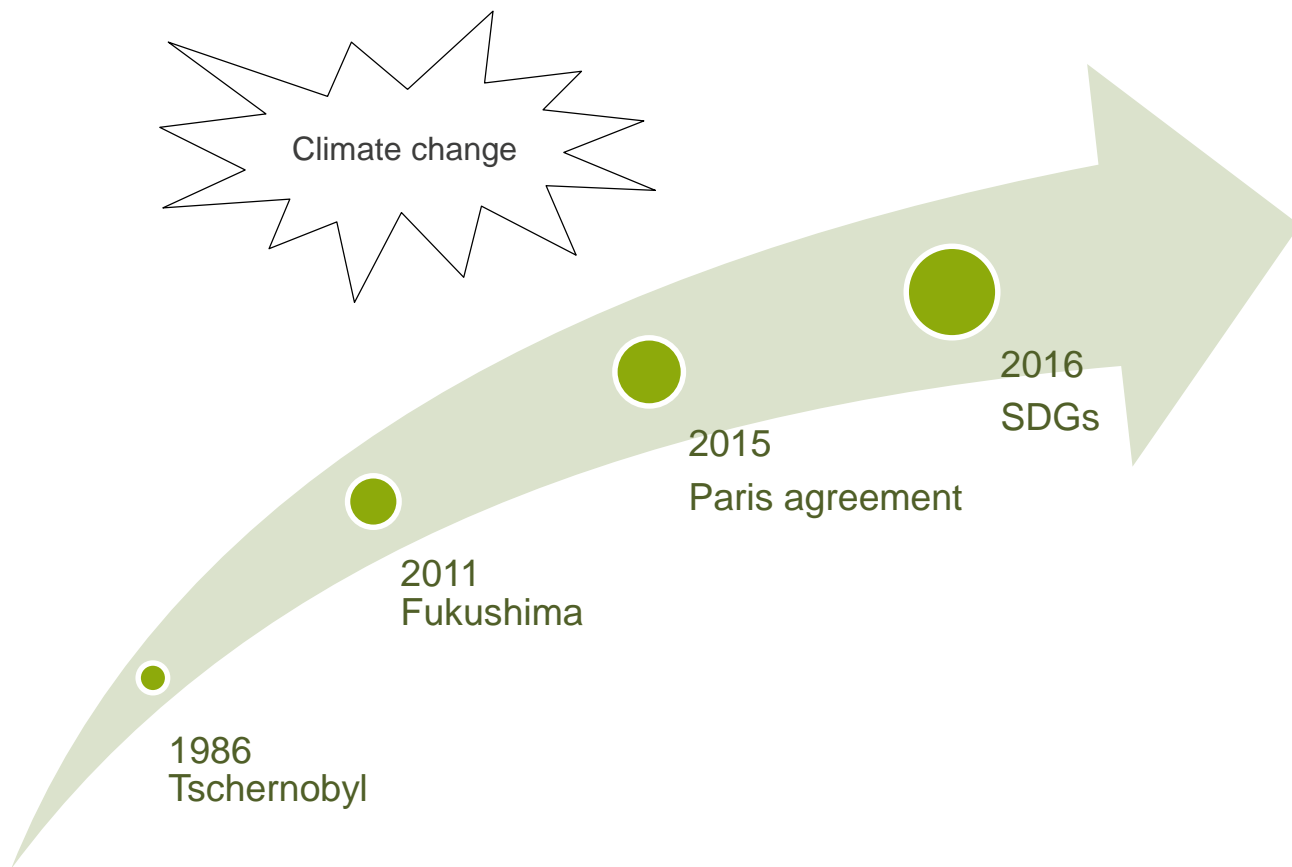 Climate change
1986
Tschernobyl
2011
Fukushima
2015
Paris agreement
2016
SDGs